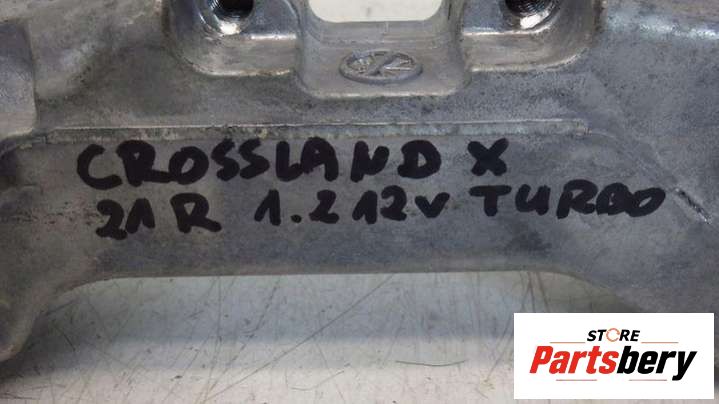 CROSSLAND X
21R 1.2 12V TURBO
STORE
Partsbery